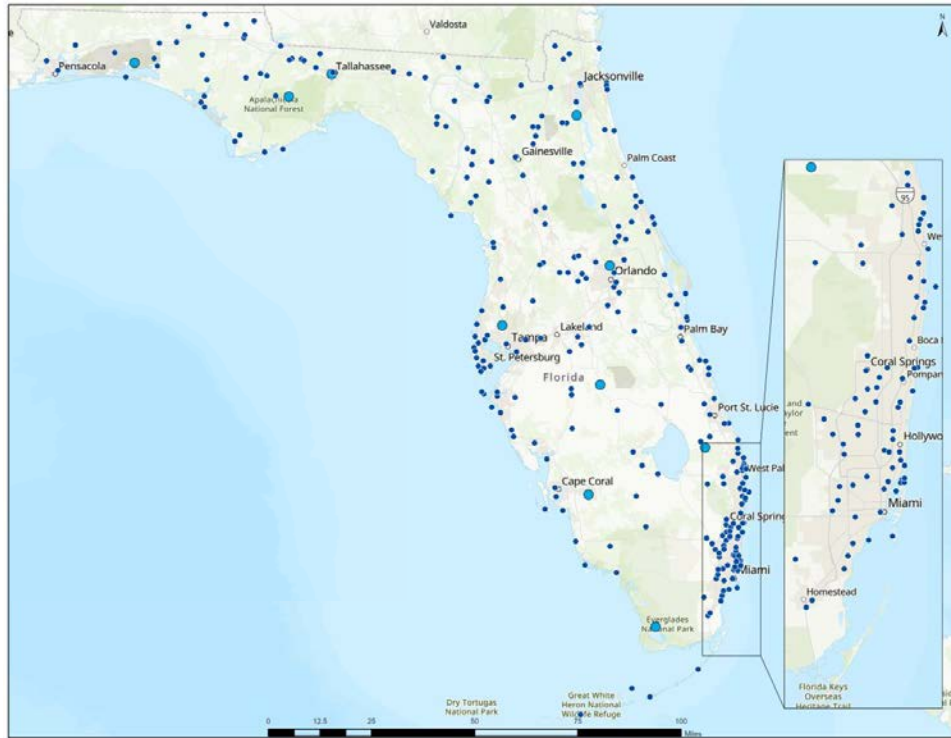 N
Valdosta
Pensacola
Tallahassee
Jacksonville
National Forest
Gainesville
Palm Coast
95
We
Orlando
Tampa
Lakeland
Palm Bay
St. Petersburg
Florida
Boca
Coral Springs
Pompan
Port St. Lucie
Hollywo
West Pal
Cape Coral
Coral Spring
Miami
Miami
Homestead
Everglades
National Park
Florida Keys
Overseas
Heritage Trail
Dry Tortugas
National Park
Great White
Heron National
Wildlife Refuge
0 12.5 25 50 75 100
Miles